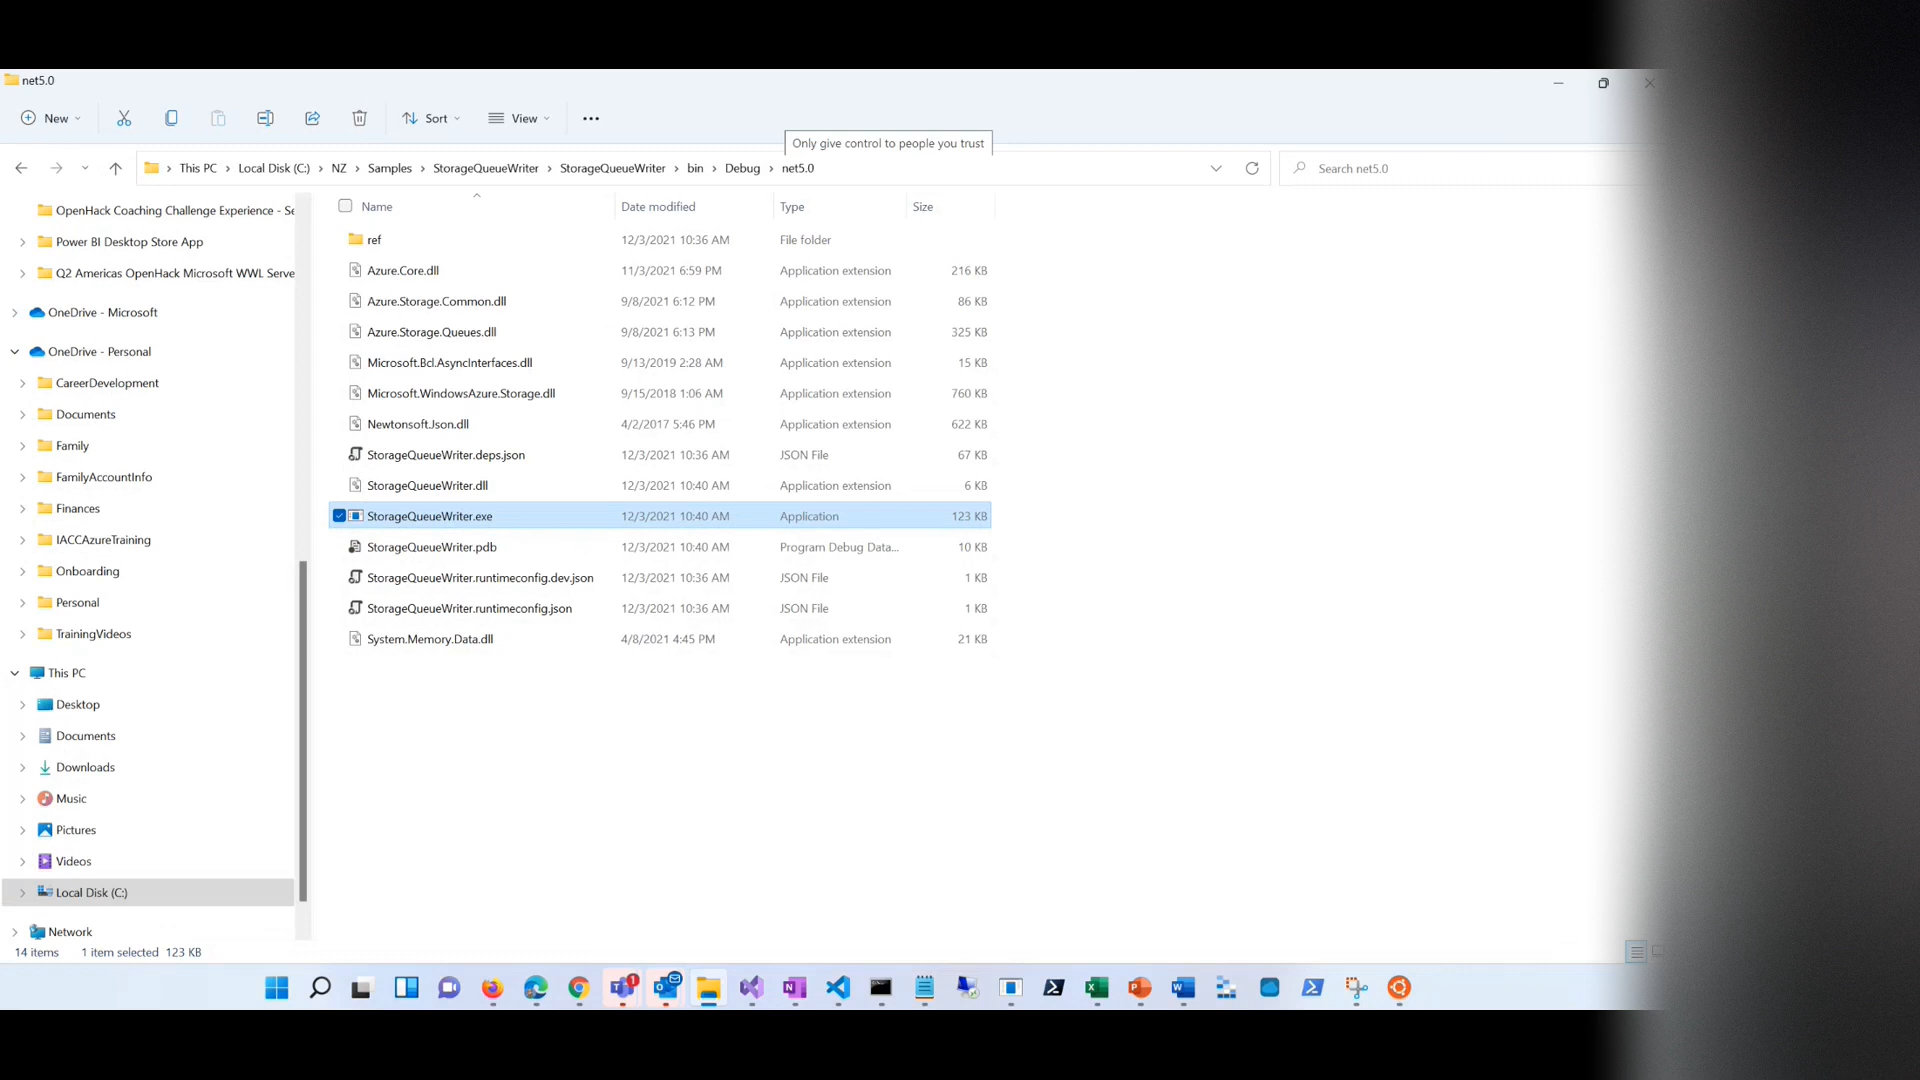 net5.0
New
Sort
View
Only give control to people you trust
This PC > Local Disk (C:) > NZ > Samples > StorageQueueWriter > StorageQueueWriter > bin > Debug > net5.0
Search net5.0
Name Date modified Type Size
OpenHack Coaching Challenge Experience - Se
Power BI Desktop Store App
Q2 Americas OpenHack Microsoft WWL Serve
OneDrive - Microsoft
OneDrive - Personal
CareerDevelopment
Documents
Family
FamilyAccountInfo
Finances
IACCAzureTraining
Onboarding
Personal
TrainingVideos
This PC
Desktop
Documents
Downloads
Music
Pictures
Videos
Local Disk (C:)
Network
ref 12/3/2021 10:36 AM File folder
Azure.Core.dll 11/3/2021 6:59 PM Application extension 216 KB
Azure.Storage.Common.dll 9/8/2021 6:12 PM Application extension 86 KB
Azure.Storage.Queues.dll 9/8/2021 6:13 PM Application extension 325 KB
Microsoft.Bcl.AsyncInterfaces.dll 9/13/2019 2:28 AM Application extension 15 KB
Microsoft.WindowsAzure.Storage.dll 9/15/2018 1:06 AM Application extension 760 KB
Newtonsoft.Json.dll 4/2/2017 5:46 PM Application extension 622 KB
StorageQueueWriter.deps.json 12/3/2021 10:36 AM JSON File 67 KB
StorageQueueWriter.dll 12/3/2021 10:40 AM Application extension 6 KB
StorageQueueWriter.exe 12/3/2021 10:40 AM Application 123 KB
StorageQueueWriter.pdb 12/3/2021 10:40 AM Program Debug Data... 10 KB
StorageQueueWriter.runtimeconfig.dev.json 12/3/2021 10:36 AM JSON File 1 KB
StorageQueueWriter.runtimeconfig.json 12/3/2021 10:36 AM JSON File 1 KB
System.Memory.Data.dll 4/8/2021 4:45 PM Application extension 21 KB
14 items 1 item selected 123 KB